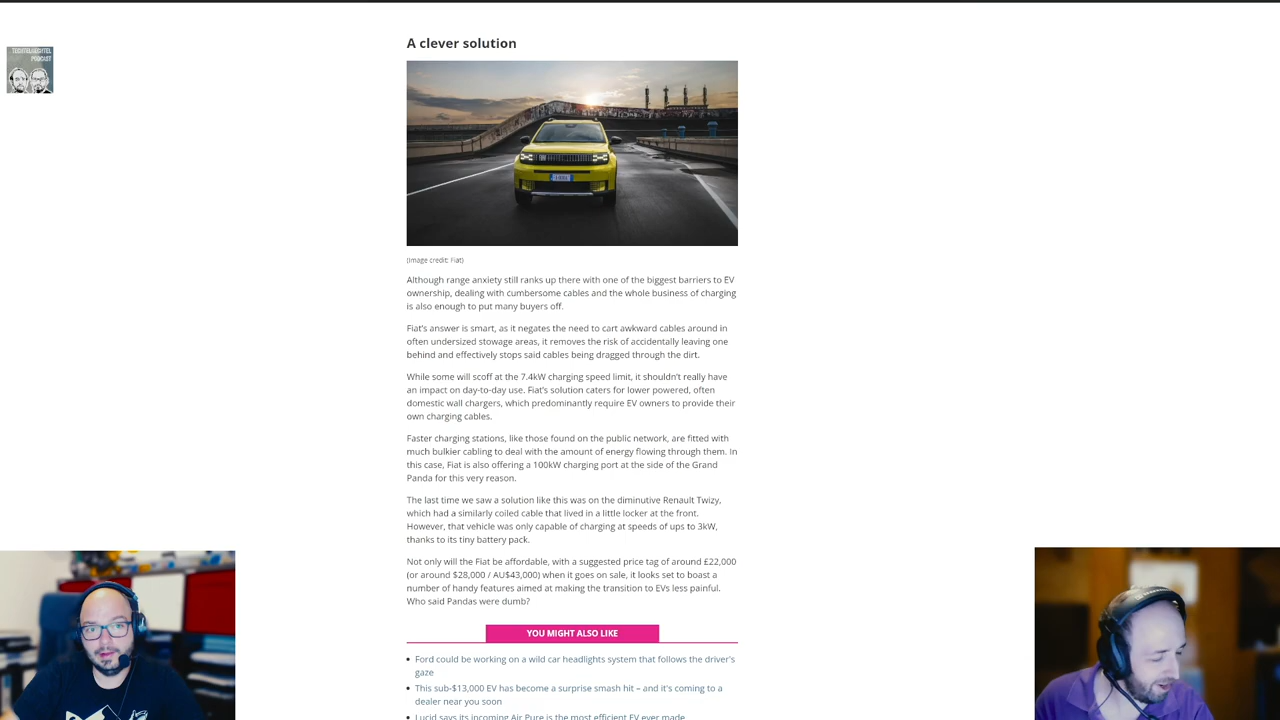 TECHTELMECHTEL
PODCAST
A clever solution
(Image credit: Fiat)
Although range anxiety still ranks up there with one of the biggest barriers to EV
ownership, dealing with cumbersome cables and the whole business of charging
is also enough to put many buyers off.
Fiat's answer is smart, as it negates the need to cart awkward cables around in
often undersized stowage areas, it removes the risk of accidentally leaving one
behind and effectively stops said cables being dragged through the dirt.
While some will scoff at the 7.4kW charging speed limit, it shouldn't really have
an impact on day-to-day use. Fiat's solution caters for lower powered, often
domestic wall chargers, which predominantly require EV owners to provide their
own charging cables.
Faster charging stations, like those found on the public network, are fitted with
much bulkier cabling to deal with the amount of energy flowing through them. In
this case, Fiat is also offering a 100kW charging port at the side of the Grand
Panda for this very reason.
The last time we saw a solution like this was on the diminutive Renault Twizy,
which had a similarly coiled cable that lived in a little locker at the front.
However, that vehicle was only capable of charging at speeds of ups to 3kW,
thanks to its tiny battery pack.
Not only will the Fiat be affordable, with a suggested price tag of around £22,000
(or around $28,000 / AU$43,000) when it goes on sale, it looks set to boast a
number of handy features aimed at making the transition to EVs less painful.
Who said Pandas were dumb?
YOU MIGHT ALSO LIKE
Ford could be working on a wild car headlights system that follows the driver's
gaze
This sub-$13,000 EV has become a surprise smash hit – and it's coming to a
dealer near you soon
Lucid says its incoming Air Pure is the most efficient EV ever made